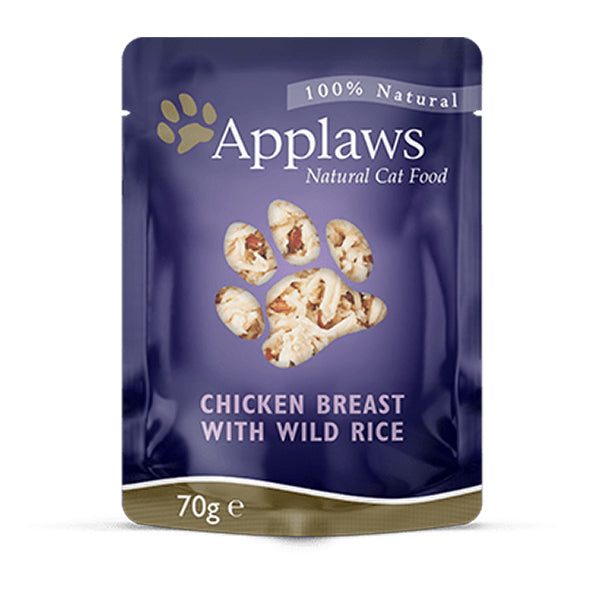 100% Natural
Applaws
Natural Cat Food
CHICKEN BREAST
WITH WILD RICE
70g ℮